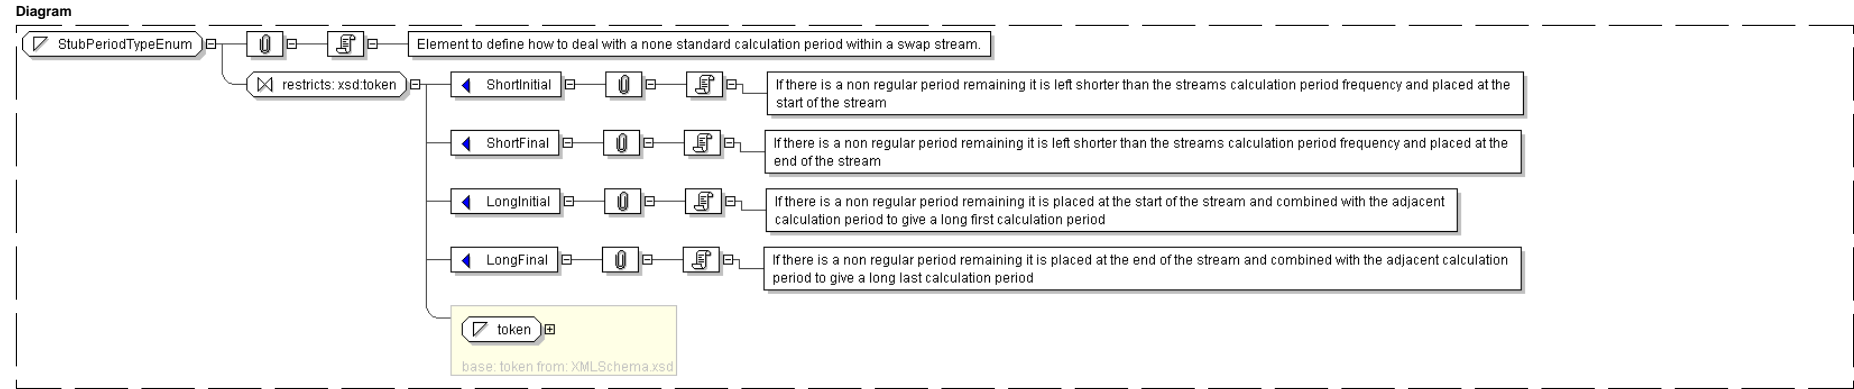 Diagram
StubPeriodTypeEnum
Element to define how to deal with a none standard calculation period within a swap stream.
restricts: xsd:token
ShortInitial
If there is a non regular period remaining it is left shorter than the streams calculation period frequency and placed at the
start of the stream
ShortFinal
If there is a non regular period remaining it is left shorter than the streams calculation period frequency and placed at the
end of the stream
LongInitial
If there is a non regular period remaining it is placed at the start of the stream and combined with the adjacent
calculation period to give a long first calculation period
LongFinal
If there is a non regular period remaining it is placed at the end of the stream and combined with the adjacent calculation
period to give a long last calculation period
token
base: token from: XMLSchema.xsd